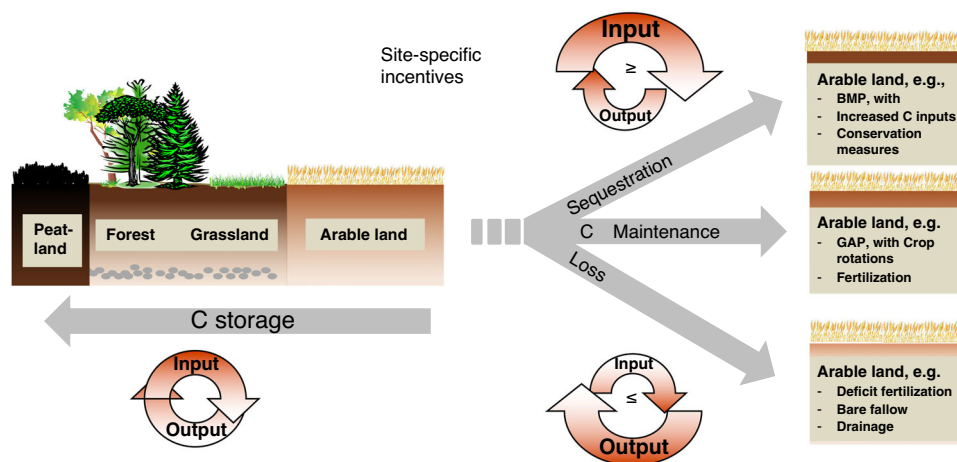 Site-specific
incentives
Input
≥
Output
Peat-
land
Forest
Grassland
Arable land
C storage
Input
Output
Sequestration
C Maintenance
Loss
Input
≤
Output
Arable land, e.g.,
- BMP, with
- Increased C inputs
- Conservation
measures
Arable land, e.g.
- GAP, with Crop
rotations
- Fertilization
Arable land, e.g.
- Deficit fertilization
- Bare fallow
- Drainage